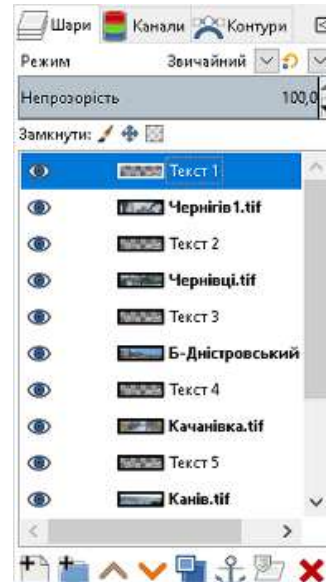 Шари Канали Контури
Режим Звичайний
Непрозорість 100,0
Замкнути:
Текст 1
Чернігів1.tif
Текст 2
Чернівці.tif
Текст 3
Б-Дністровський
Текст 4
Качанівка.tif
Текст 5
Канів.tif